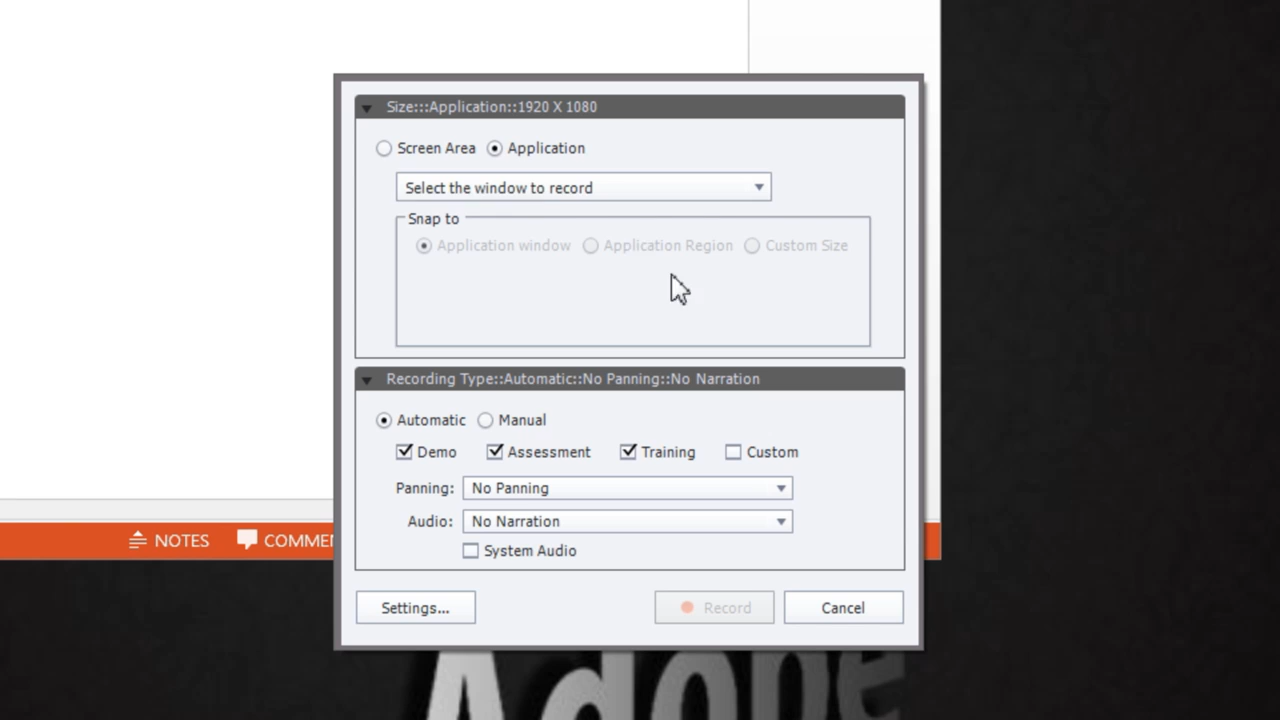 Size:::Application::1920 X 1080
Screen Area Application
Select the window to record
Snap to
Application window Application Region Custom Size
Recording Type::Automatic::No Panning::No Narration
Automatic Manual
Demo Assessment Training Custom
Panning: No Panning
Audio: No Narration
System Audio
NOTES COMMEN
Settings... Record Cancel
Adobe